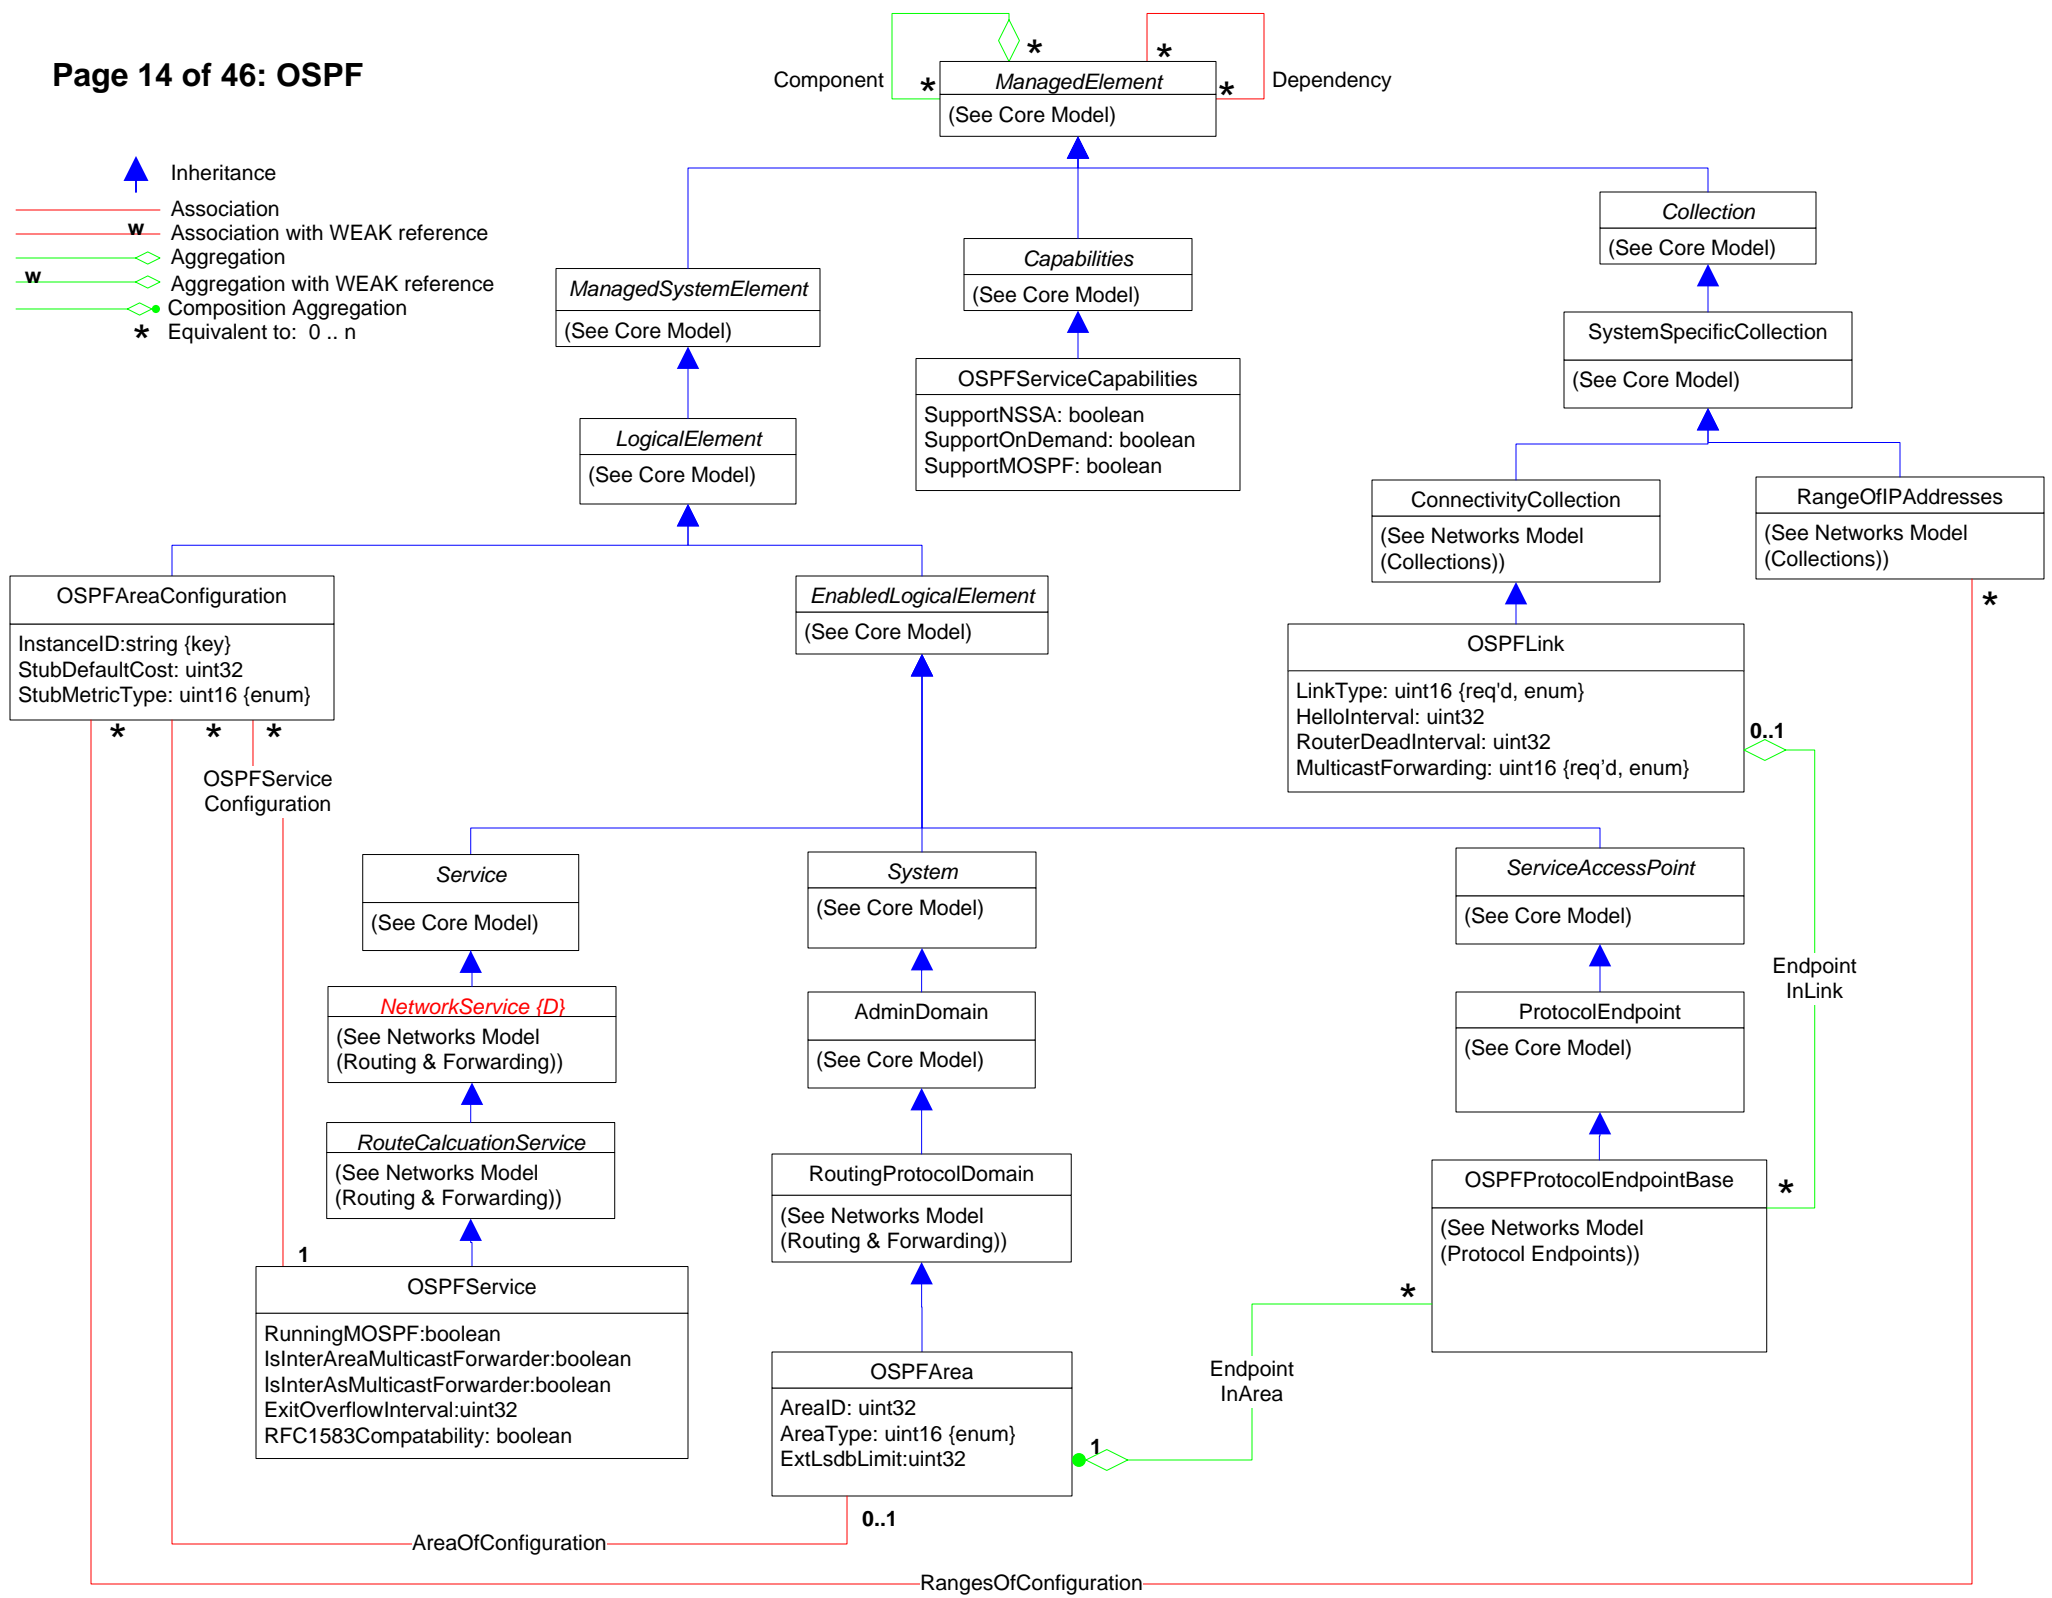 Page 14 of 46: OSPF
Component
*
*
*
*
Dependency
ManagedElement
(See Core Model)
Inheritance
Association
w
Association with WEAK reference
Aggregation
w
Aggregation with WEAK reference
Composition Aggregation
* Equivalent to: 0 .. n
Collection
(See Core Model)
Capabilities
(See Core Model)
ManagedSystemElement
(See Core Model)
SystemSpecificCollection
(See Core Model)
OSPFServiceCapabilities
SupportNSSA: boolean
SupportOnDemand: boolean
SupportMOSPF: boolean
LogicalElement
(See Core Model)
ConnectivityCollection
(See Networks Model
(Collections))
RangeOfIPAddresses
(See Networks Model
(Collections))
*
OSPFAreaConfiguration
InstanceID:string {key}
StubDefaultCost: uint32
StubMetricType: uint16 {enum}
*
*
*
EnabledLogicalElement
(See Core Model)
OSPFLink
LinkType: uint16 {req'd, enum}
HelloInterval: uint32
RouterDeadInterval: uint32
MulticastForwarding: uint16 {req’d, enum}
0..1
OSPFService
Configuration
Service
(See Core Model)
System
(See Core Model)
ServiceAccessPoint
(See Core Model)
Endpoint
InLink
NetworkService {D}
(See Networks Model
(Routing & Forwarding))
AdminDomain
(See Core Model)
ProtocolEndpoint
(See Core Model)
RouteCalcuationService
(See Networks Model
(Routing & Forwarding))
RoutingProtocolDomain
(See Networks Model
(Routing & Forwarding))
OSPFProtocolEndpointBase
(See Networks Model
(Protocol Endpoints))
*
*
1
OSPFService
RunningMOSPF:boolean
IsInterAreaMulticastForwarder:boolean
IsInterAsMulticastForwarder:boolean
ExitOverflowInterval:uint32
RFC1583Compatability: boolean
OSPFArea
AreaID: uint32
AreaType: uint16 {enum}
ExtLsdbLimit:uint32
1
Endpoint
InArea
0..1
AreaOfConfiguration
RangesOfConfiguration